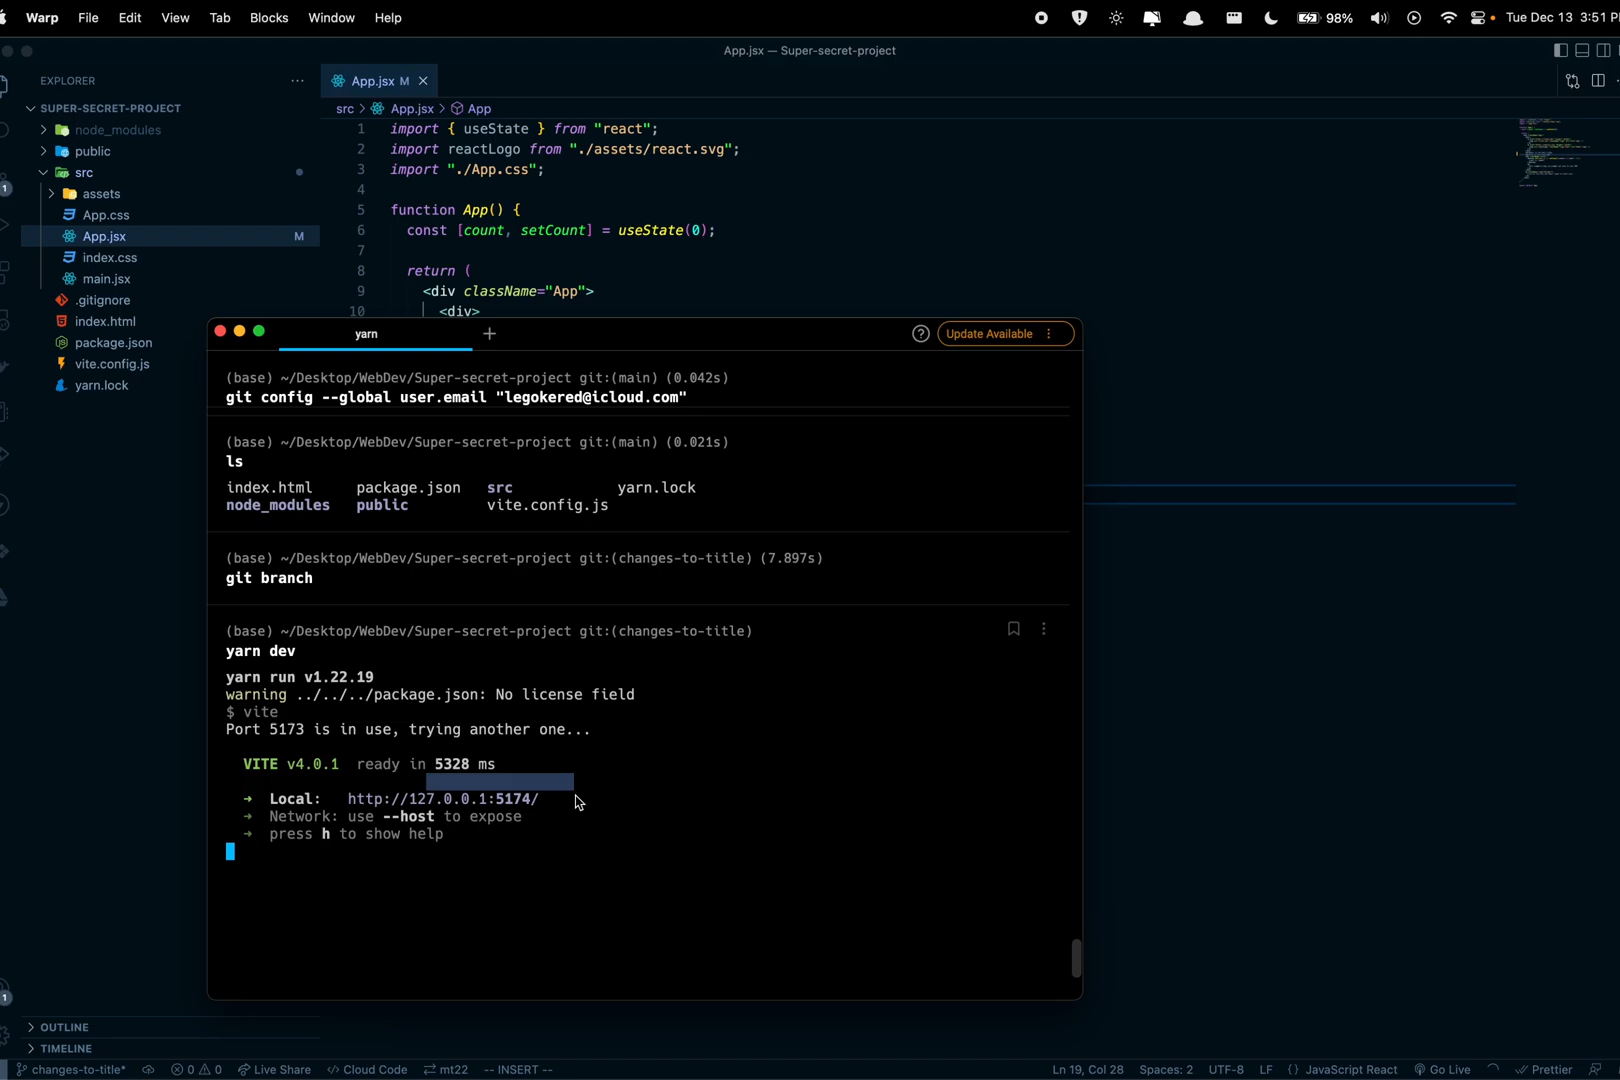 Warp File Edit View Tab Blocks Window Help 98% Tue Dec 13 3:51
App.jsx — Super-secret-project
EXPLORER
SUPER-SECRET-PROJECT
node_modules
public
src
assets
App.css
App.jsx M
index.css
main.jsx
.gitignore
index.html
package.json
vite.config.js
yarn.lock
1
1
App.jsx M
src > App.jsx > App
1 import { useState } from "react";
2 import reactLogo from "./assets/react.svg";
3 import "./App.css";
4
5 function App() {
6 const [count, setCount] = useState(0);
7
8 return (
9 <div className="App">
10 <div>
yarn + Update Available
(base) ~/Desktop/WebDev/Super-secret-project git:(main) (0.042s)
git config --global user.email "legokered@icloud.com"
(base) ~/Desktop/WebDev/Super-secret-project git:(main) (0.021s)
ls
index.html package.json src yarn.lock
node_modules public vite.config.js
(base) ~/Desktop/WebDev/Super-secret-project git:(changes-to-title) (7.897s)
git branch
(base) ~/Desktop/WebDev/Super-secret-project git:(changes-to-title)
yarn dev
yarn run v1.22.19
warning ../../../package.json: No license field
$ vite
Port 5173 is in use, trying another one...
VITE v4.0.1 ready in 5328 ms
➜ Local: http://127.0.0.1:5174/
➜ Network: use --host to expose
➜ press h to show help
OUTLINE
TIMELINE
changes-to-title* 0 0 Live Share Cloud Code mt22 -- INSERT -- Ln 19, Col 28 Spaces: 2 UTF-8 LF {} JavaScript React Go Live Prettier